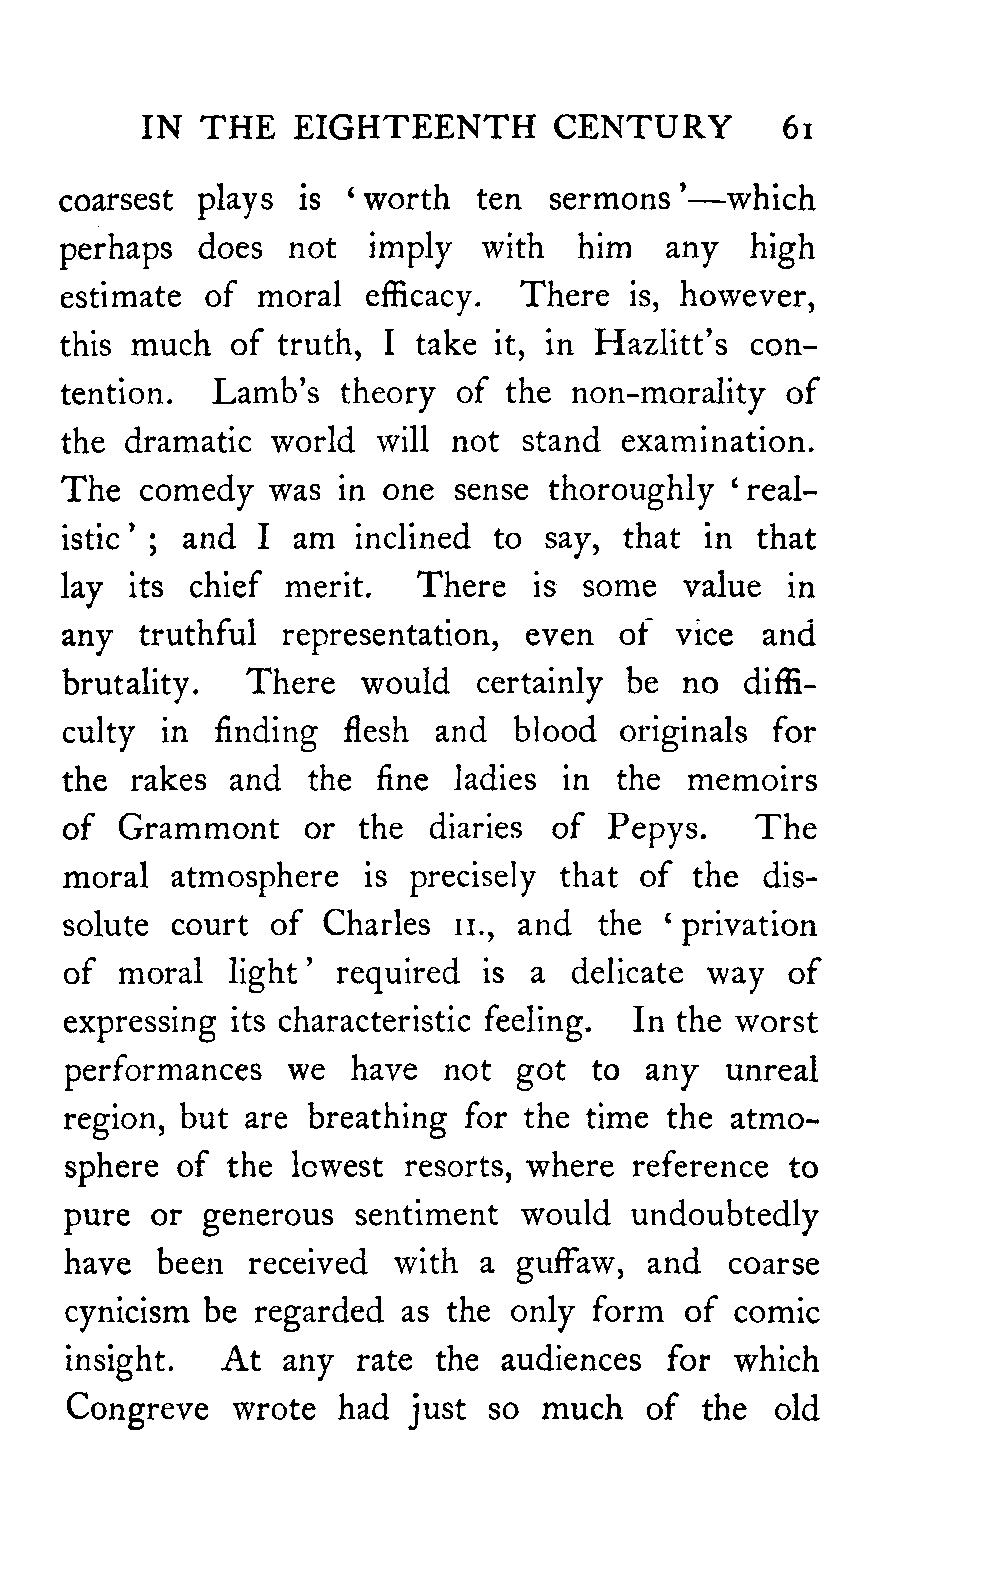 IN THE EIGHTEENTH CENTURY 61
coarsest plays is ‘worth ten sermons’—which
perhaps does not imply with him any high
estimate of moral efficacy. There is, however,
this much of truth, I take it, in Hazlitt’s con-
tention. Lamb’s theory of the non-morality of
the dramatic world will not stand examination.
The comedy was in one sense thoroughly ‘real-
istic’; and I am inclined to say, that in that
lay its chief merit. There is some value in
any truthful representation, even of vice and
brutality. There would certainly be no diffi-
culty in finding flesh and blood originals for
the rakes and the fine ladies in the memoirs
of Grammont or the diaries of Pepys. The
moral atmosphere is precisely that of the dis-
solute court of Charles II., and the ‘privation
of moral light’ required is a delicate way of
expressing its characteristic feeling. In the worst
performances we have not got to any unreal
region, but are breathing for the time the atmo-
sphere of the lowest resorts, where reference to
pure or generous sentiment would undoubtedly
have been received with a guffaw, and coarse
cynicism be regarded as the only form of comic
insight. At any rate the audiences for which
Congreve wrote had just so much of the old